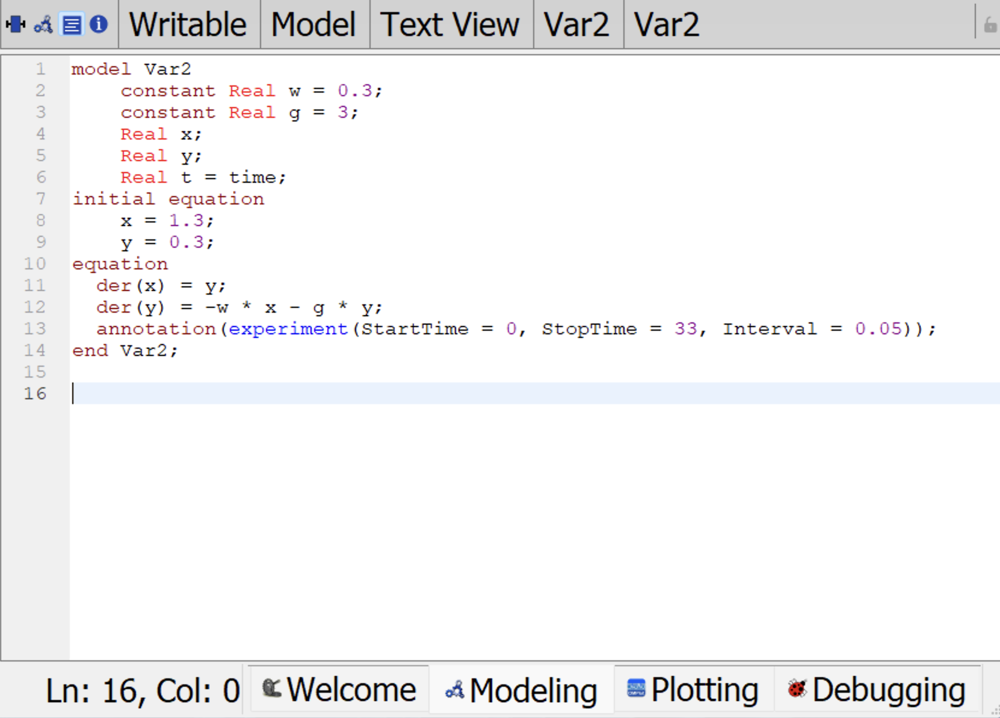 Writable Model Text View Var2 Var2
1 model Var2
2 constant Real w = 0.3;
3 constant Real g = 3;
4 Real x;
5 Real y;
6 Real t = time;
7 initial equation
8 x = 1.3;
9 y = 0.3;
10 equation
11 der(x) = y;
12 der(y) = -w * x - g * y;
13 annotation(experiment(StartTime = 0, StopTime = 33, Interval = 0.05));
14 end Var2;
15
16
Ln: 16, Col: 0 Welcome Modeling Plotting Debugging